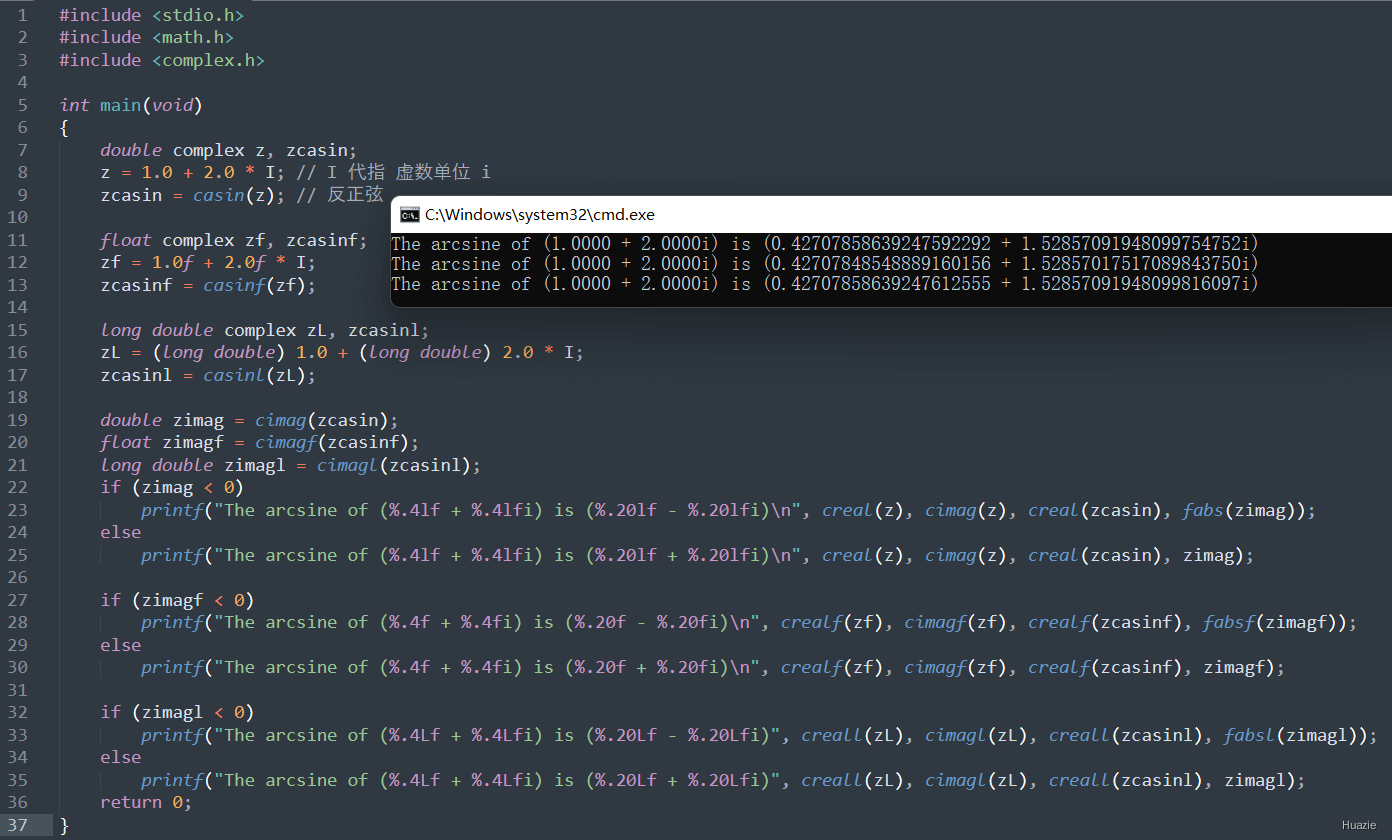 1 #include <stdio.h>
2 #include <math.h>
3 #include <complex.h>
4
5 int main(void)
6 {
7     double complex z, zcasin;
8     z = 1.0 + 2.0 * I; // I 代指 虚数单位 i
9     zcasin = casin(z); // 反正弦
10
11     float complex zf, zcasinf;
12     zf = 1.0f + 2.0f * I;
13     zcasinf = casinf(zf);
14
15     long double complex zL, zcasinl;
16     zL = (long double) 1.0 + (long double) 2.0 * I;
17     zcasinl = casinl(zL);
18
19     double zimag = cimag(zcasin);
20     float zimagf = cimagf(zcasinf);
21     long double zimagl = cimagl(zcasinl);
22     if (zimag < 0)
23         printf("The arcsine of (%.4lf + %.4lfi) is (%.20lf - %.20lfi)\n", creal(z), cimag(z), creal(zcasin), fabs(zimag));
24     else
25         printf("The arcsine of (%.4lf + %.4lfi) is (%.20lf + %.20lfi)\n", creal(z), cimag(z), creal(zcasin), zimag);
26
27     if (zimagf < 0)
28         printf("The arcsine of (%.4f + %.4fi) is (%.20f - %.20fi)\n", crealf(zf), cimagf(zf), crealf(zcasinf), fabsf(zimagf));
29     else
30         printf("The arcsine of (%.4f + %.4fi) is (%.20f + %.20fi)\n", crealf(zf), cimagf(zf), crealf(zcasinf), zimagf);
31
32     if (zimagl < 0)
33         printf("The arcsine of (%.4Lf + %.4Lfi) is (%.20Lf - %.20Lfi)", creall(zL), cimagl(zL), creall(zcasinl), fabsl(zimagl));
34     else
35         printf("The arcsine of (%.4Lf + %.4Lfi) is (%.20Lf + %.20Lfi)", creall(zL), cimagl(zL), creall(zcasinl), zimagl);
36     return 0;
37 }
C:\Windows\system32\cmd.exe
The arcsine of (1.0000 + 2.0000i) is (0.42707858639247592292 + 1.52857091948099754752i)
The arcsine of (1.0000 + 2.0000i) is (0.42707848548889160156 + 1.52857017517089843750i)
The arcsine of (1.0000 + 2.0000i) is (0.42707858639247612555 + 1.52857091948099816097i)
Huazie